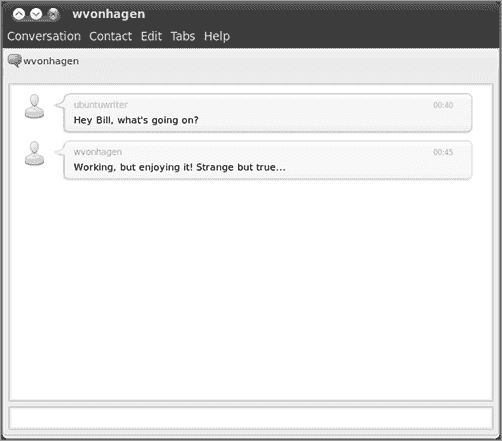 wvonhagen
Conversation Contact Edit Tabs Help
wvonhagen
ubuntuwriter 00:40
Hey Bill, what's going on?
wvonhagen 00:45
Working, but enjoying it! Strange but true...